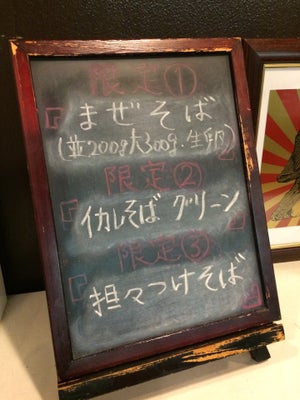 限定①
『まぜそば
(並200g大300g・生卵)』
限定②
『イカレそば グリーン』
限定③
『担々つけそば』